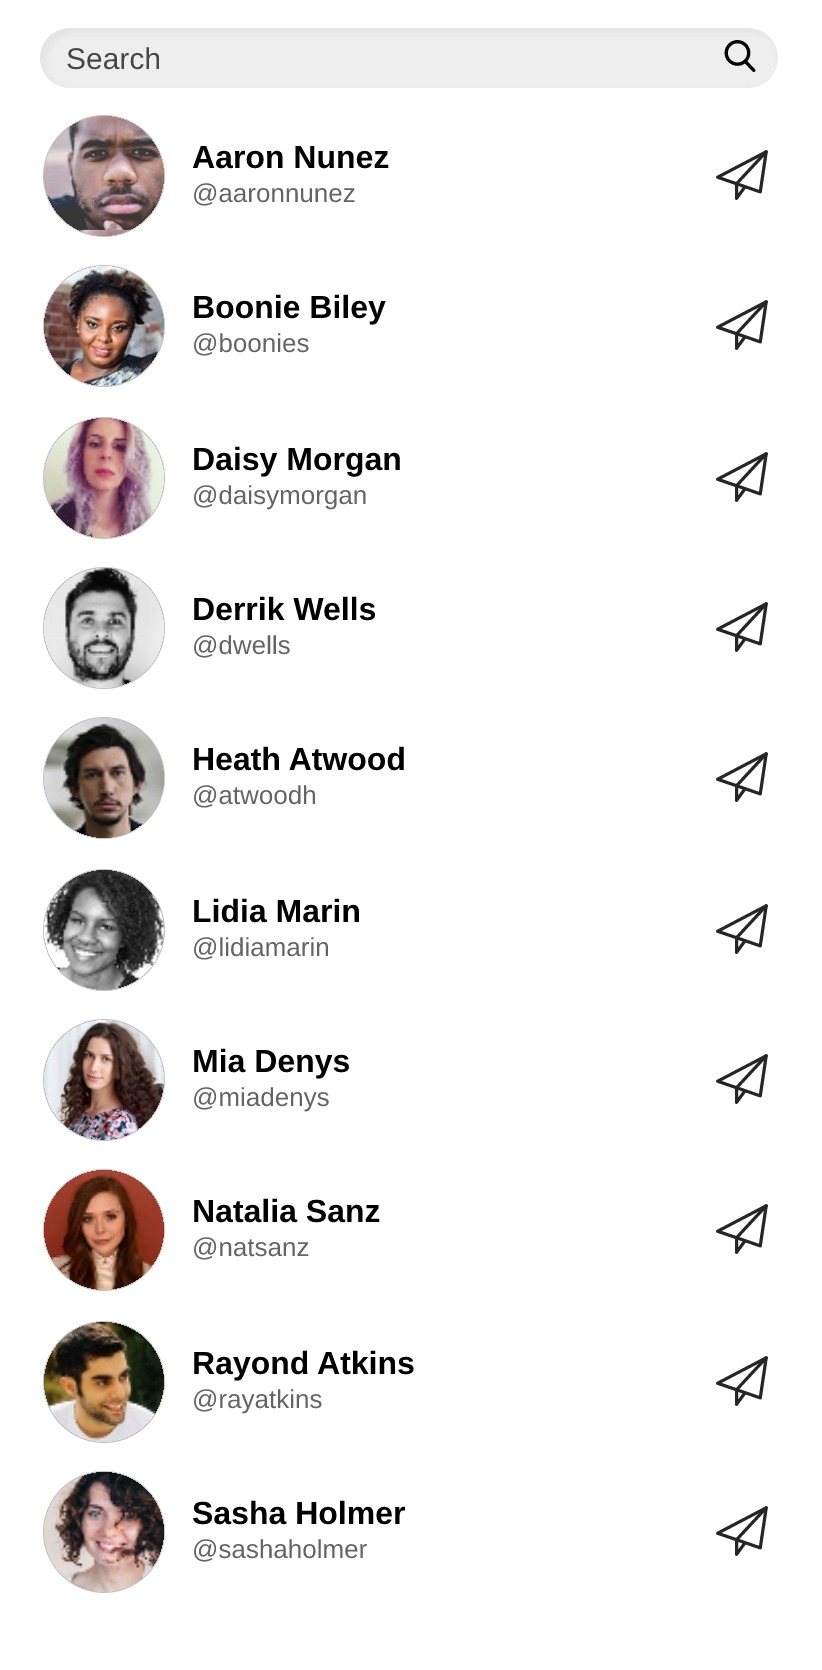 Search
Aaron Nunez
@aaronnunez
Boonie Biley
@boonies
Daisy Morgan
@daisymorgan
Derrik Wells
@dwells
Heath Atwood
@atwoodh
Lidia Marin
@lidiamarin
Mia Denys
@miadenys
Natalia Sanz
@natsanz
Rayond Atkins
@rayatkins
Sasha Holmer
@sashaholmer